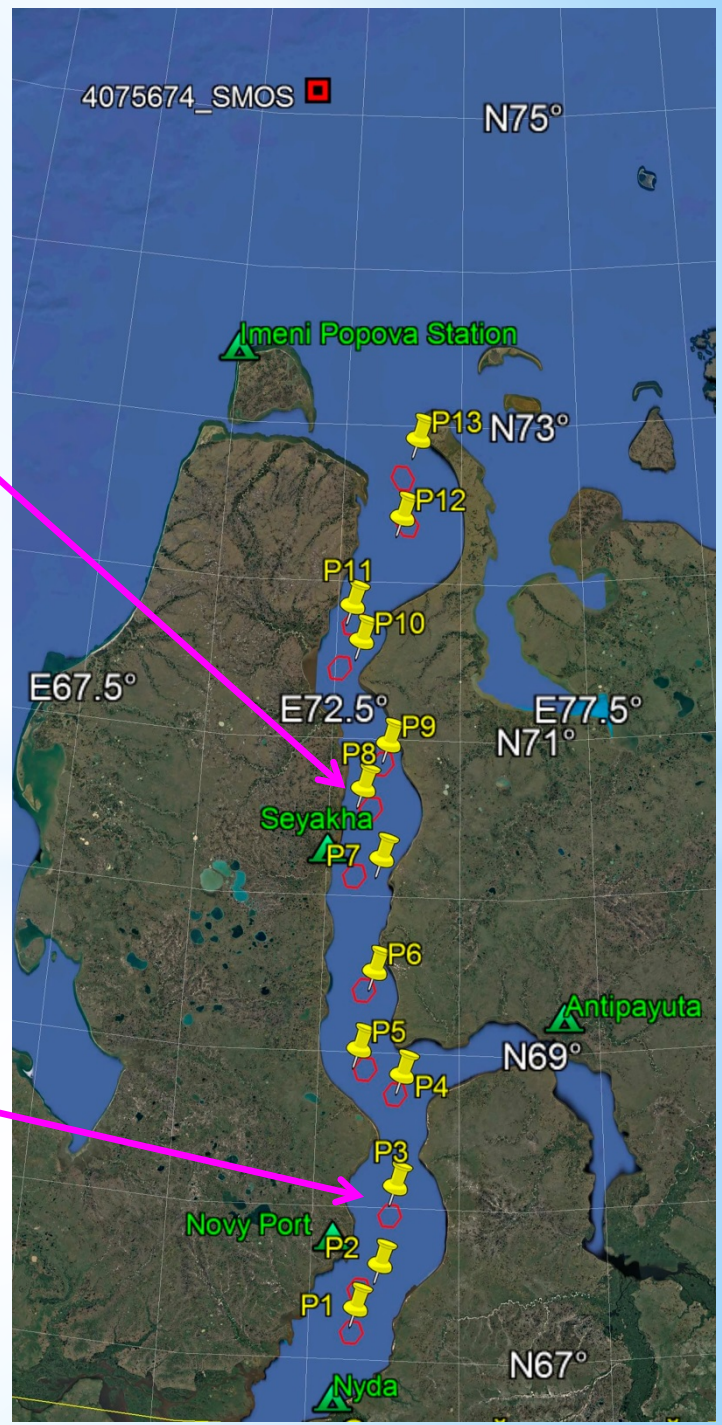 4075674_SMOS
N75°
Imeni Popova Station
P13
N73°
P12
P11
P10
E67.5°
E72.5°
E77.5°
P9
N71°
P8
Seyakha
P7
P6
Antipayuta
P5
N69°
P4
P3
Novy Port
P2
P1
N67°
Nyda